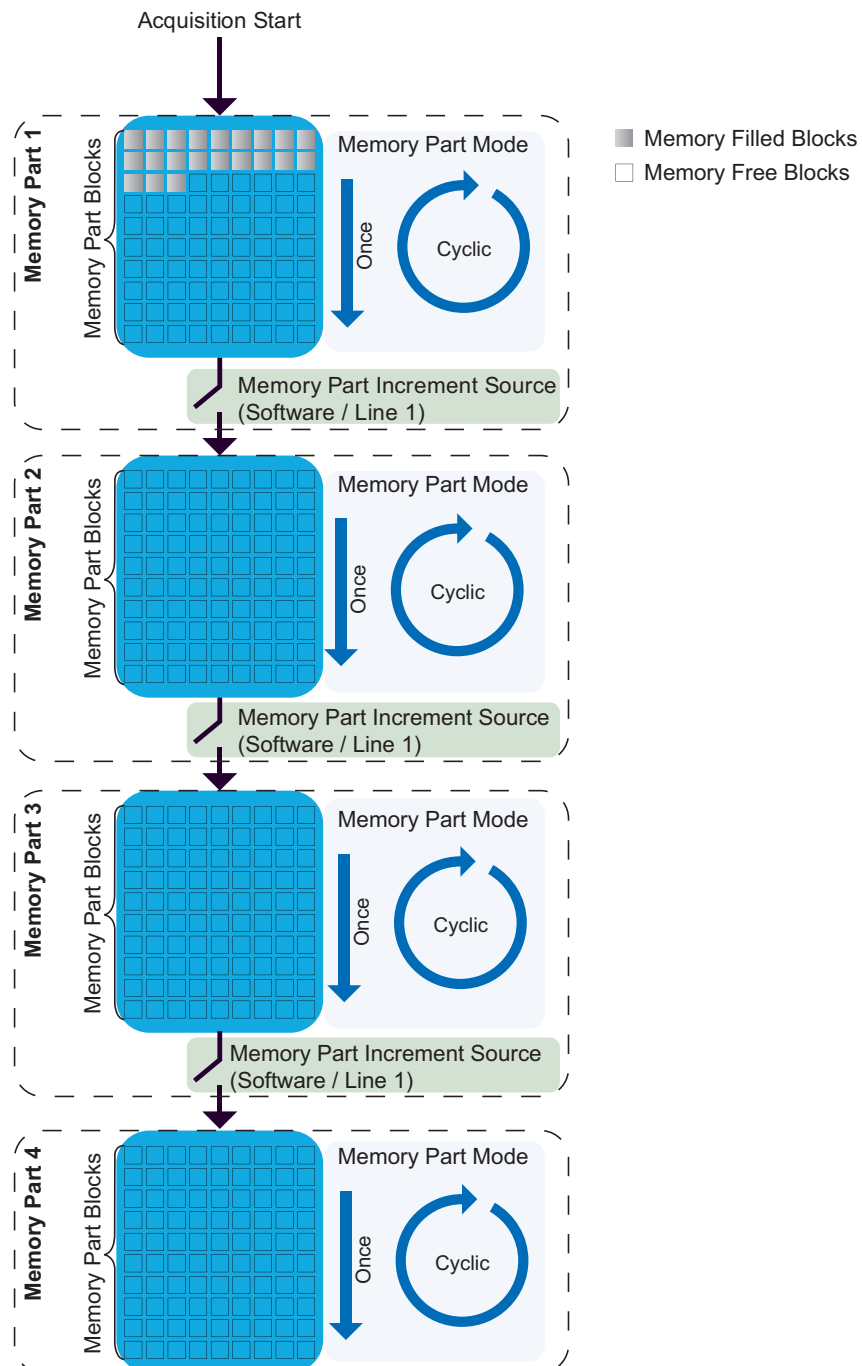 Acquisition Start
Memory Filled Blocks
Memory Free Blocks
Memory Part 1
Memory Part Blocks
Memory Part Mode
Once
Cyclic
Memory Part Increment Source
(Software / Line 1)
Memory Part 2
Memory Part Blocks
Memory Part Mode
Once
Cyclic
Memory Part Increment Source
(Software / Line 1)
Memory Part 3
Memory Part Blocks
Memory Part Mode
Once
Cyclic
Memory Part Increment Source
(Software / Line 1)
Memory Part 4
Memory Part Blocks
Memory Part Mode
Once
Cyclic